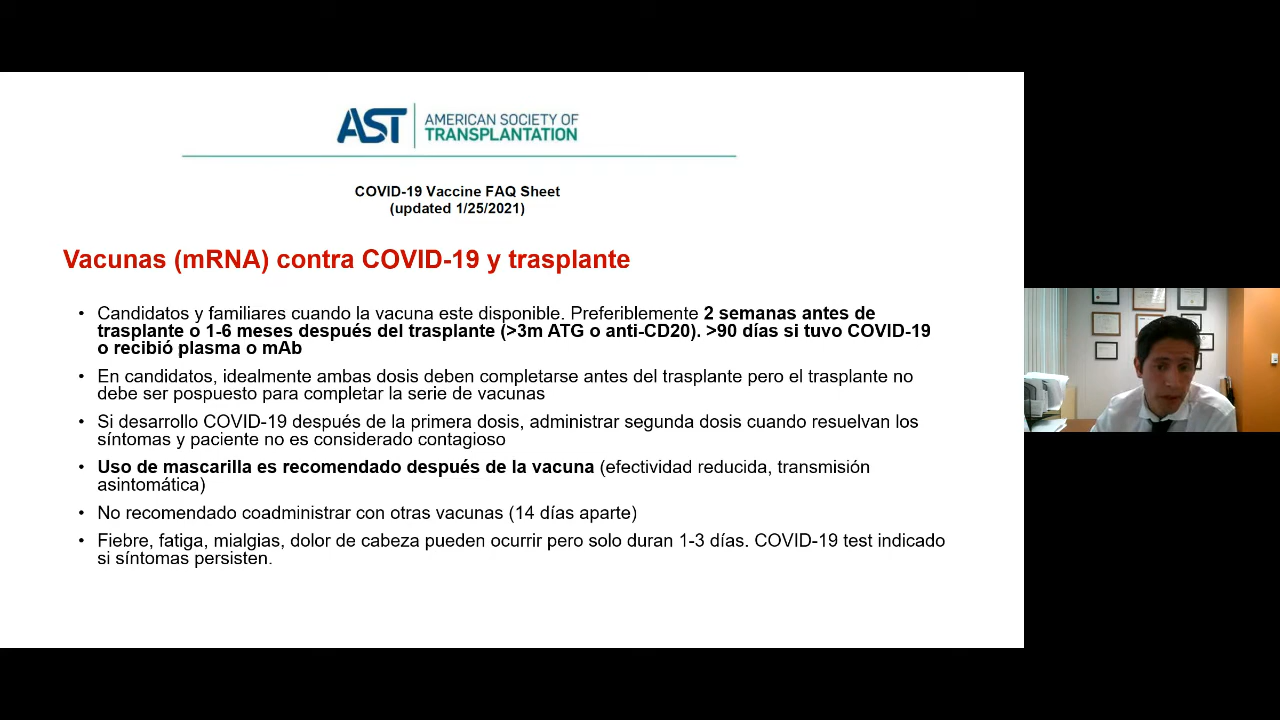 AST
AMERICAN SOCIETY OF
TRANSPLANTATION
COVID-19 Vaccine FAQ Sheet
(updated 1/25/2021)
Vacunas (mRNA) contra COVID-19 y trasplante
• Candidatos y familiares cuando la vacuna este disponible. Preferiblemente 2 semanas antes de
trasplante o 1-6 meses después del trasplante (>3m ATG o anti-CD20). >90 días si tuvo COVID-19
o recibió plasma o mAb
• En candidatos, idealmente ambas dosis deben completarse antes del trasplante pero el trasplante no
debe ser pospuesto para completar la serie de vacunas
• Si desarrollo COVID-19 después de la primera dosis, administrar segunda dosis cuando resuelvan los
síntomas y paciente no es considerado contagioso
• Uso de mascarilla es recomendado después de la vacuna (efectividad reducida, transmisión
asintomática)
• No recomendado coadministrar con otras vacunas (14 días aparte)
• Fiebre, fatiga, mialgias, dolor de cabeza pueden ocurrir pero solo duran 1-3 días. COVID-19 test indicado
si síntomas persisten.